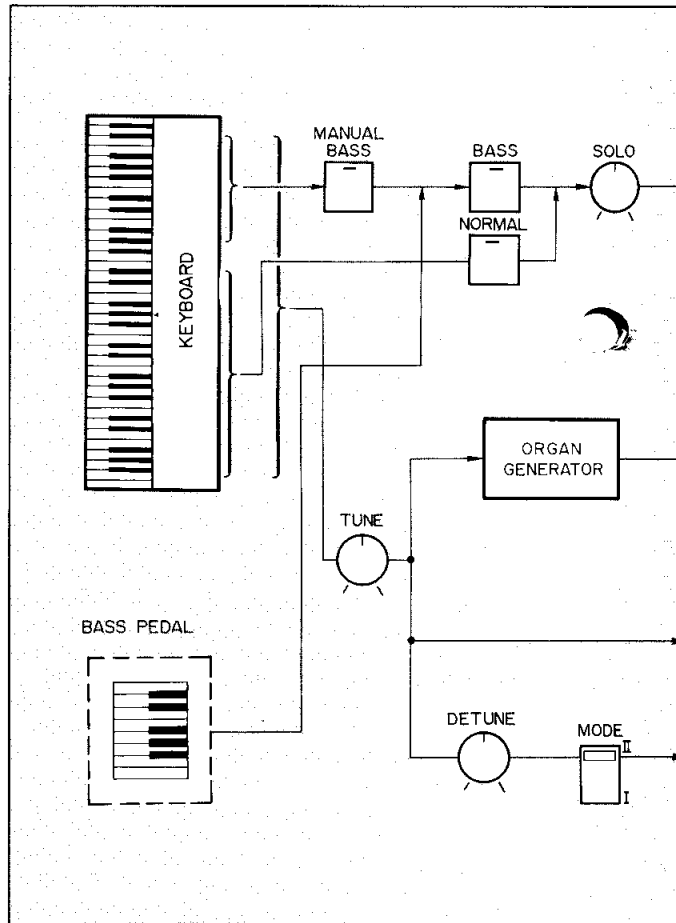 MANUAL
BASS
BASS
SOLO
NORMAL
KEYBOARD
ORGAN
GENERATOR
TUNE
BASS PEDAL
DETUNE
MODE
II
I